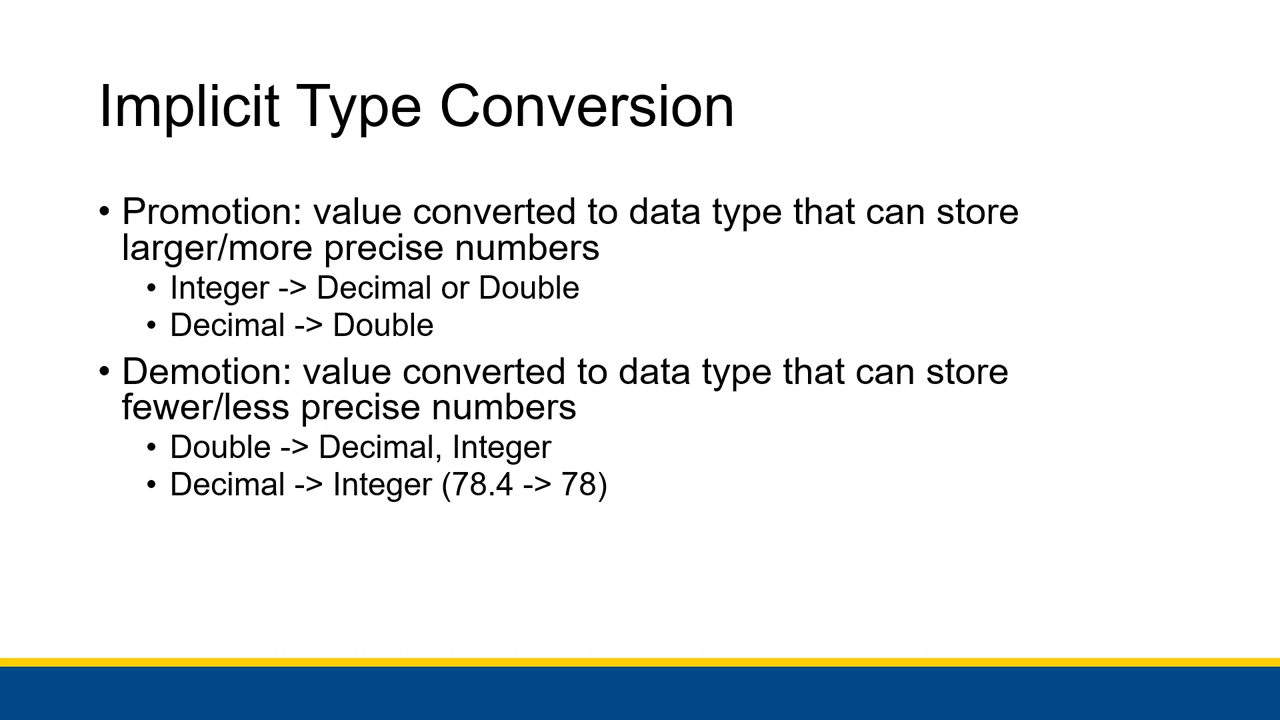 Implicit Type Conversion
• Promotion: value converted to data type that can store
larger/more precise numbers
• Integer -> Decimal or Double
• Decimal -> Double
• Demotion: value converted to data type that can store
fewer/less precise numbers
• Double -> Decimal, Integer
• Decimal -> Integer (78.4 -> 78)